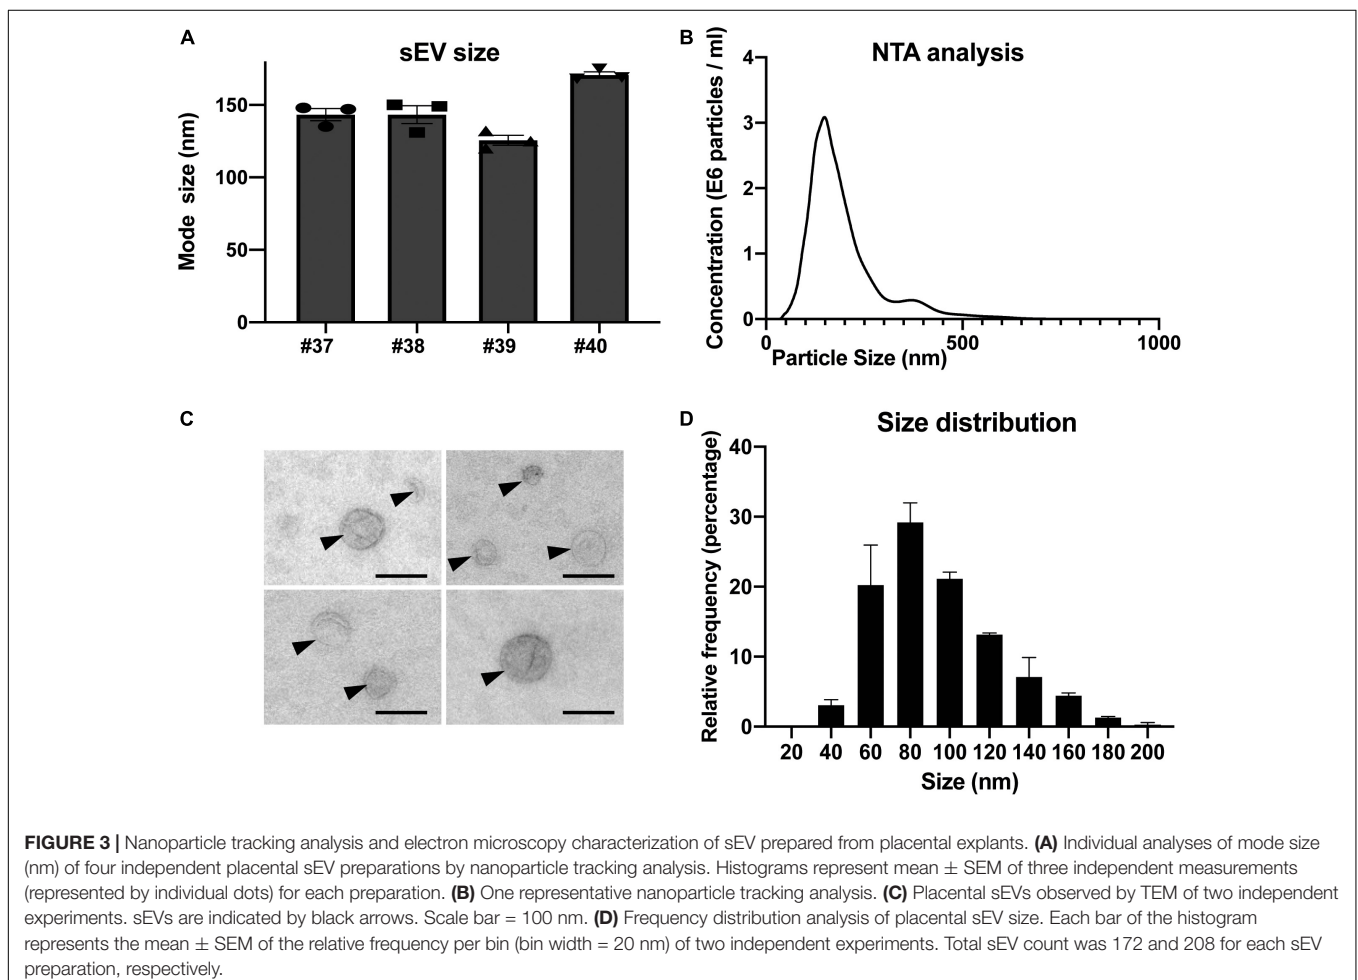 A
sEV size
Mode size (nm)
150
100
50
0
#37 #38 #39 #40
B
NTA analysis
Concentration (E6 particles / ml)
4
3
2
1
0
0 500 1000
Particle Size (nm)
C
D
Size distribution
Relative frequency (percentage)
40
30
20
10
0
20 40 60 80 100 120 140 160 180 200
Size (nm)
FIGURE 3 | Nanoparticle tracking analysis and electron microscopy characterization of sEV prepared from placental explants. (A) Individual analyses of mode size
(nm) of four independent placental sEV preparations by nanoparticle tracking analysis. Histograms represent mean ± SEM of three independent measurements
(represented by individual dots) for each preparation. (B) One representative nanoparticle tracking analysis. (C) Placental sEVs observed by TEM of two independent
experiments. sEVs are indicated by black arrows. Scale bar = 100 nm. (D) Frequency distribution analysis of placental sEV size. Each bar of the histogram
represents the mean ± SEM of the relative frequency per bin (bin width = 20 nm) of two independent experiments. Total sEV count was 172 and 208 for each sEV
preparation, respectively.